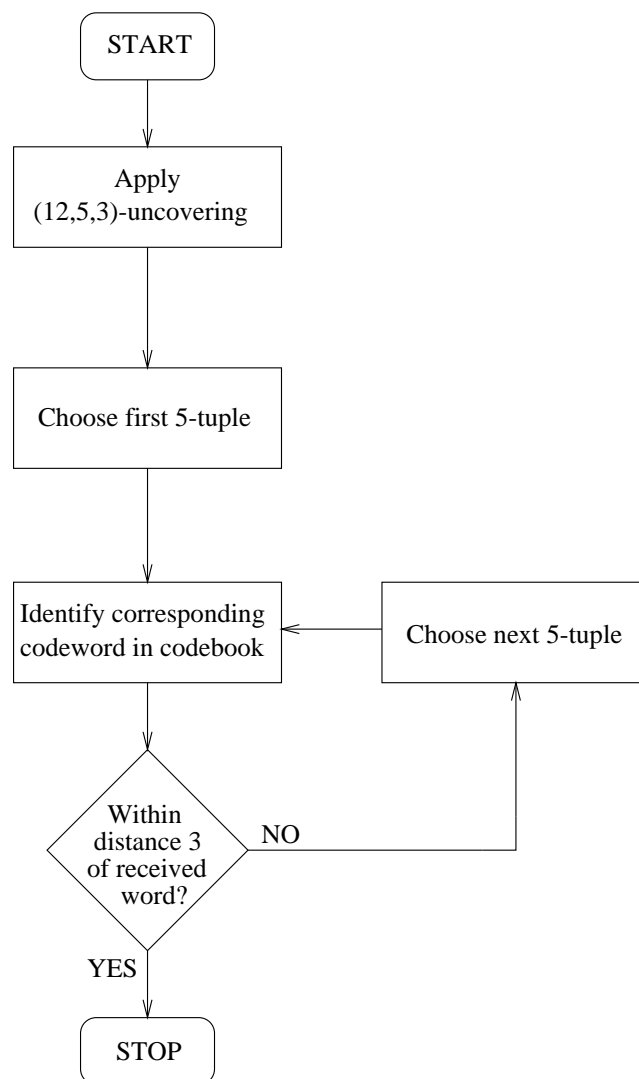 START
Apply
(12,5,3)-uncovering
Choose first 5-tuple
Identify corresponding
codeword in codebook
Choose next 5-tuple
Within
distance 3
of received
word?
NO
YES
STOP